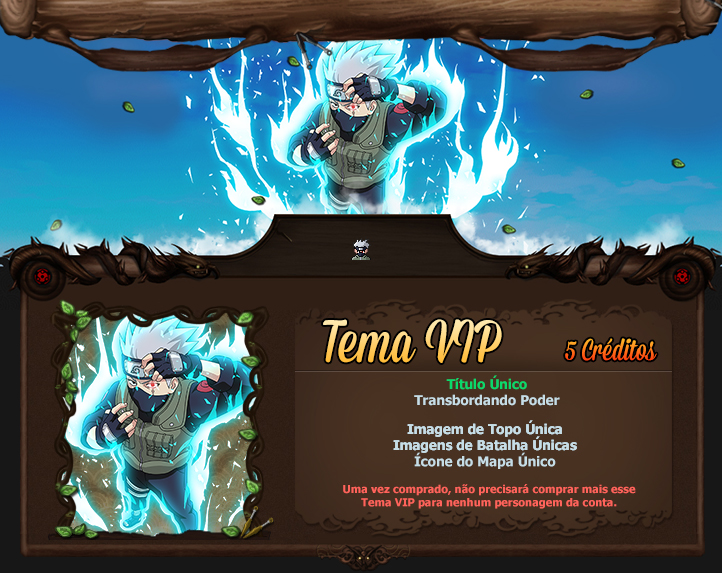 Tema VIP
5 Créditos
Título Único
Transbordando Poder
Imagem de Topo Única
Imagens de Batalha Únicas
Ícone do Mapa Único
Uma vez comprado, não precisará comprar mais esse
Tema VIP para nenhum personagem da conta.